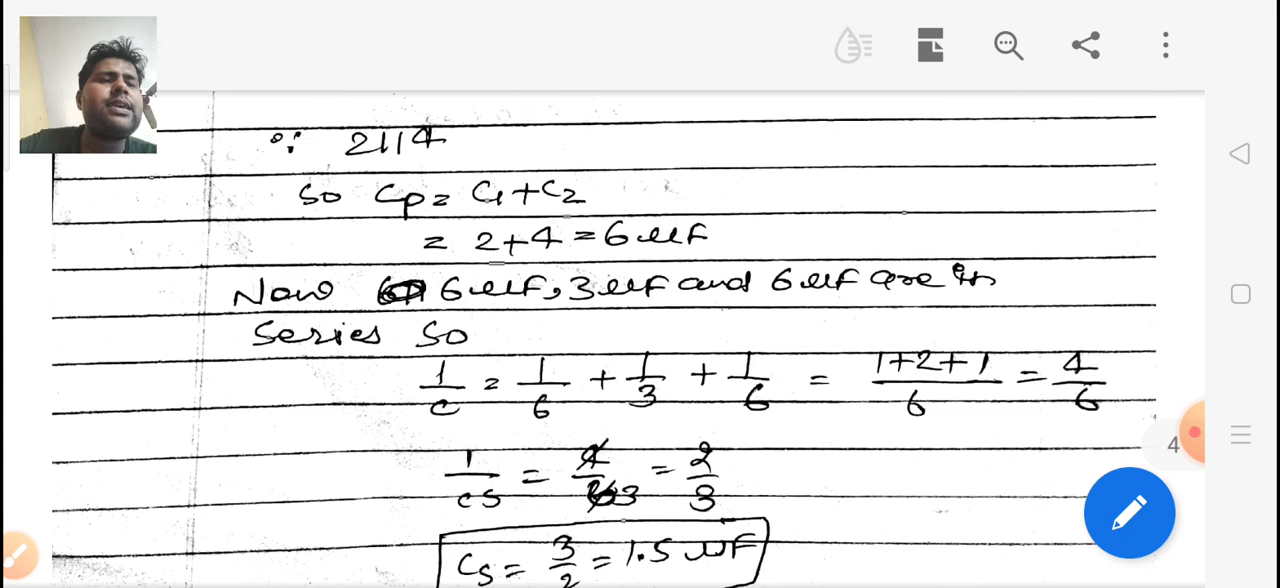 ∵ 2||4
So Cp = C1 + C2
= 2+4 = 6 μF
Now 6 μF, 3 μF and 6 μF are in
Series So
1/C = 1/6 + 1/3 + 1/6 = 1+2+1/6 = 4/6
1/Cs = 4/63 = 2/3
Cs = 3/2 = 1.5 μF
4